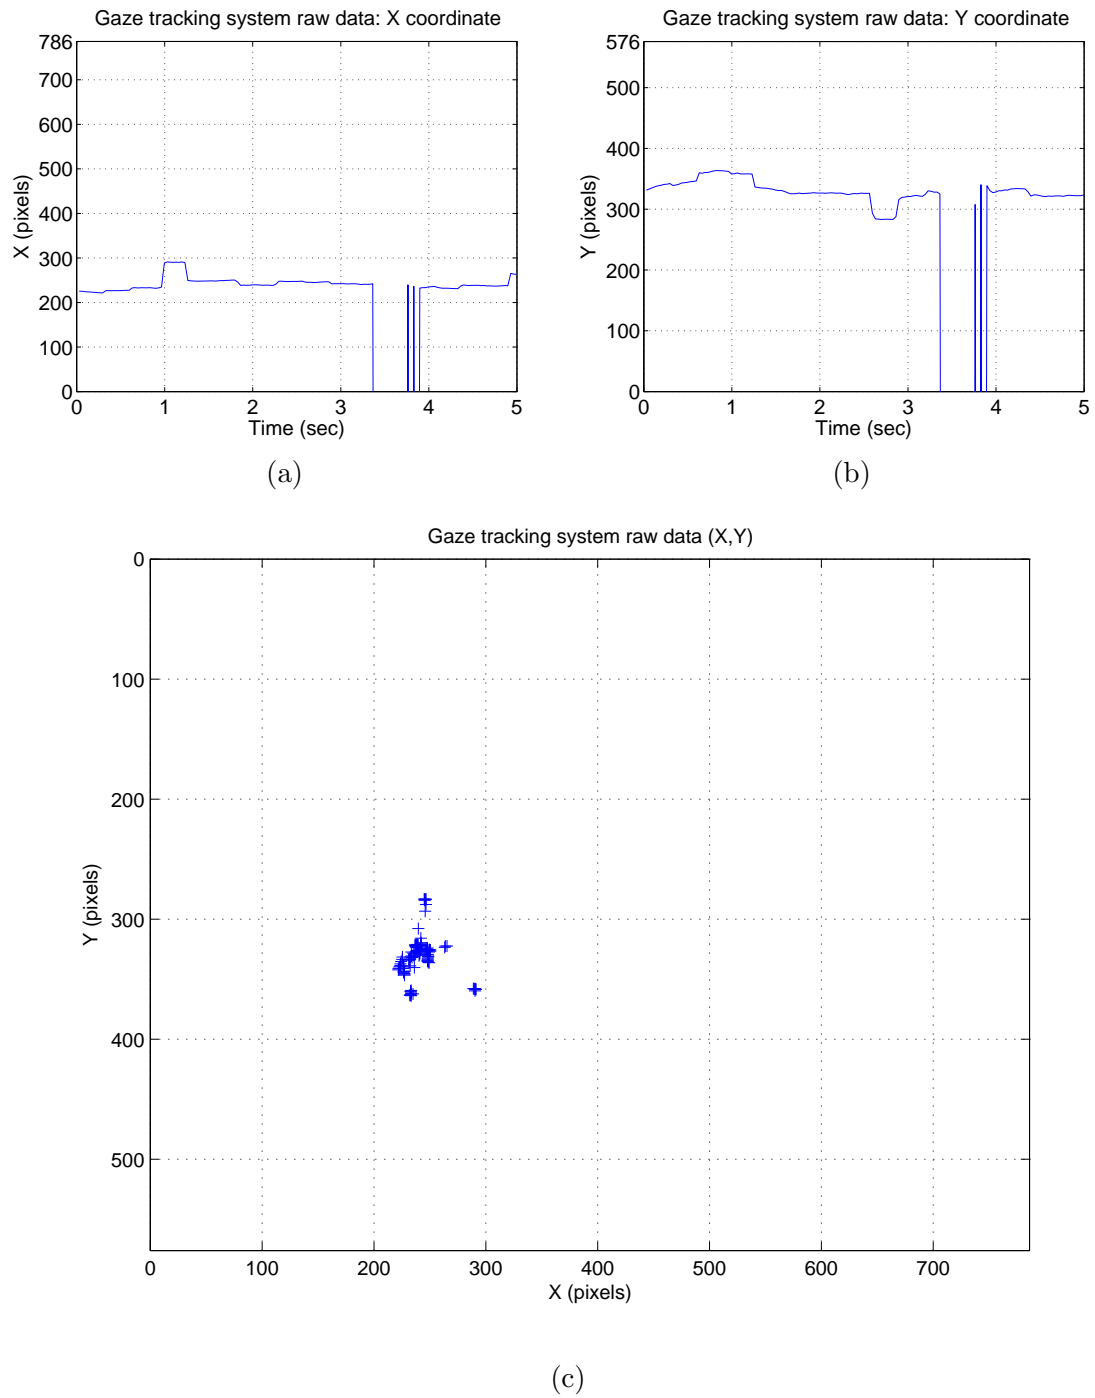 Gaze tracking system raw data: X coordinate
786
700
600
500
400
300
200
100
0
X (pixels)
0 1 2 3 4 5
Time (sec)
(a)
Gaze tracking system raw data: Y coordinate
576
500
400
300
200
100
0
Y (pixels)
0 1 2 3 4 5
Time (sec)
(b)
Gaze tracking system raw data (X,Y)
0
100
200
300
400
500
Y (pixels)
0 100 200 300 400 500 600 700
X (pixels)
(c)